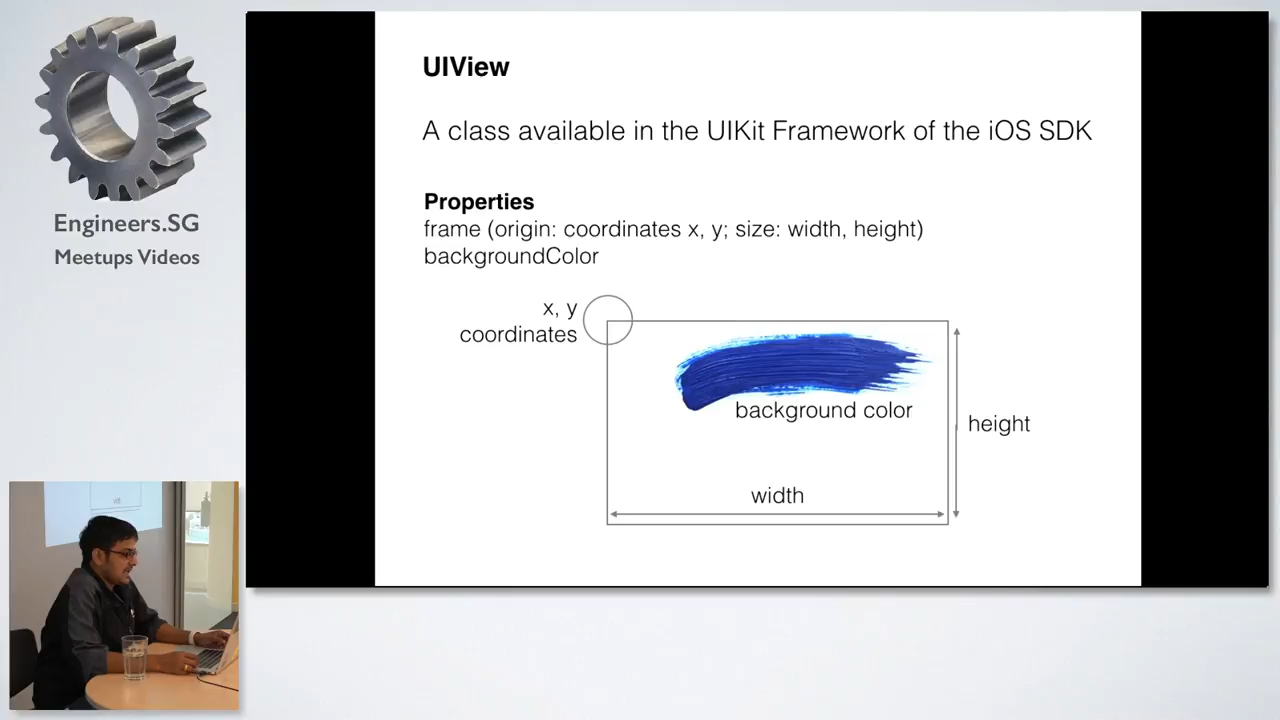 Engineers.SG
Meetups Videos
UIView
A class available in the UIKit Framework of the iOS SDK
Properties
frame (origin: coordinates x, y; size: width, height)
backgroundColor
x, y
coordinates
background color
height
width